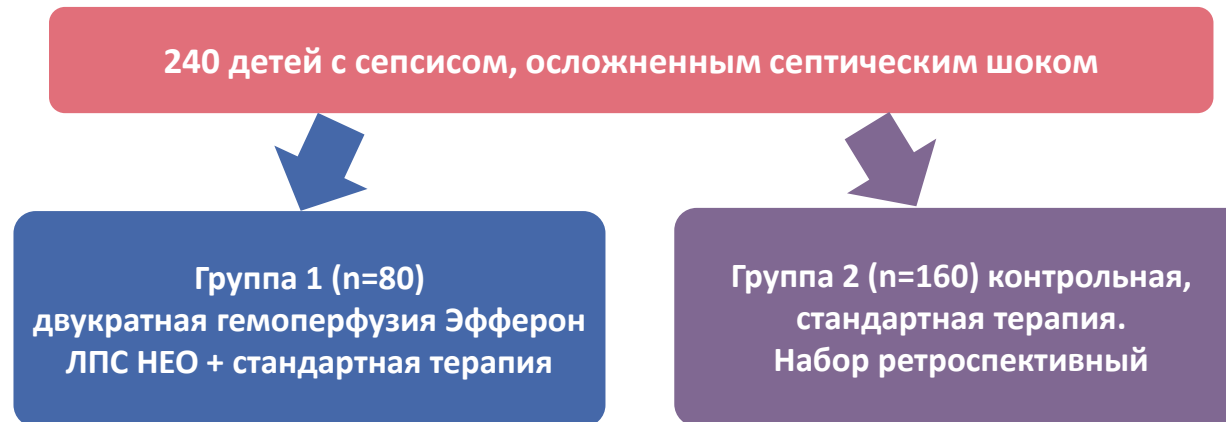 240 детей с сепсисом, осложненным септическим шоком
Группа 1 (n=80)
двукратная гемоперфузия Эфферон
ЛПС НЕО + стандартная терапия
Группа 2 (n=160) контрольная,
стандартная терапия.
Набор ретроспективный